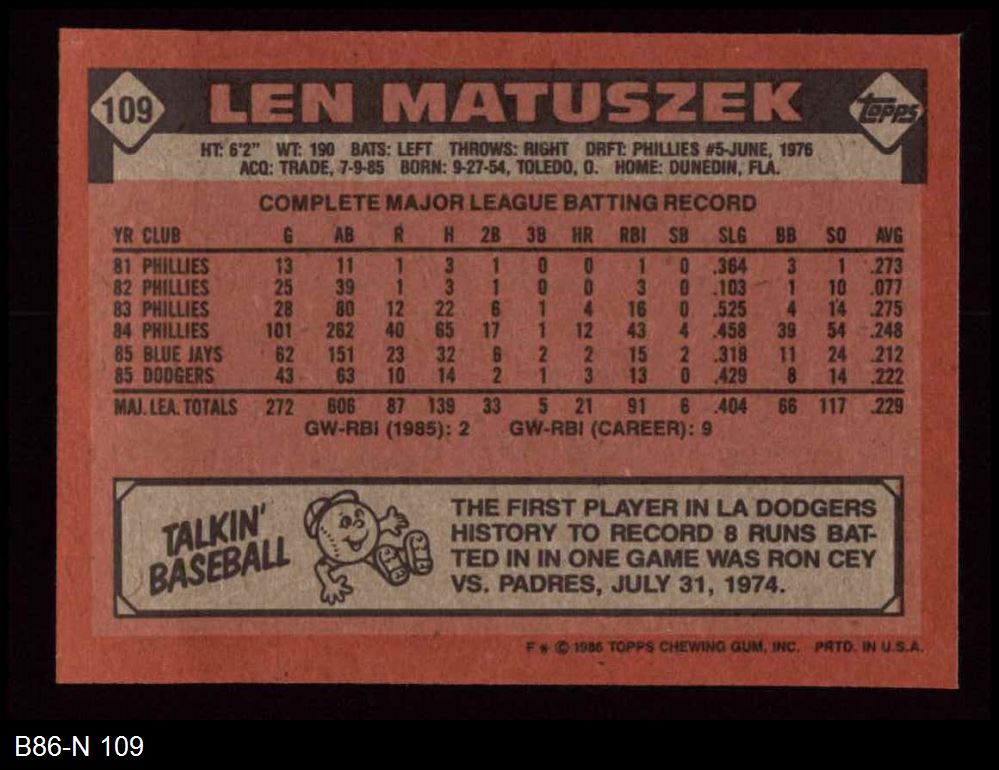 109
LEN MATUSZEK
TOPPS
HT: 6'2" WT: 190 BATS: LEFT THROWS: RIGHT DRFT: PHILLIES #5-JUNE, 1976
ACQ: TRADE, 7-9-85 BORN: 9-27-54, TOLEDO, O. HOME: DUNEDIN, FLA.
COMPLETE MAJOR LEAGUE BATTING RECORD
YR CLUB G AB R H 2B 3B HR RBI SB SLG BB SO AVG
81 PHILLIES 13 11 1 3 1 0 0 1 0 .364 3 1 .273
82 PHILLIES 25 39 1 3 1 0 0 3 0 .103 1 10 .077
83 PHILLIES 28 80 12 22 6 1 4 16 0 .525 4 14 .275
84 PHILLIES 101 262 40 65 17 1 12 43 4 .458 39 54 .248
85 BLUE JAYS 62 151 23 32 6 2 2 15 2 .318 11 24 .212
85 DODGERS 43 63 10 14 2 1 3 13 0 .429 8 14 .222
MAJ. LEA. TOTALS 272 606 87 139 33 5 21 91 6 .404 66 117 .229
GW-RBI (1985): 2 GW-RBI (CAREER): 9
TALKIN'
BASEBALL
THE FIRST PLAYER IN LA DODGERS
HISTORY TO RECORD 8 RUNS BAT-
TED IN IN ONE GAME WAS RON CEY
VS. PADRES, JULY 31, 1974.
F * © 1986 TOPPS CHEWING GUM, INC. PRTD. IN U.S.A.
B86-N 109